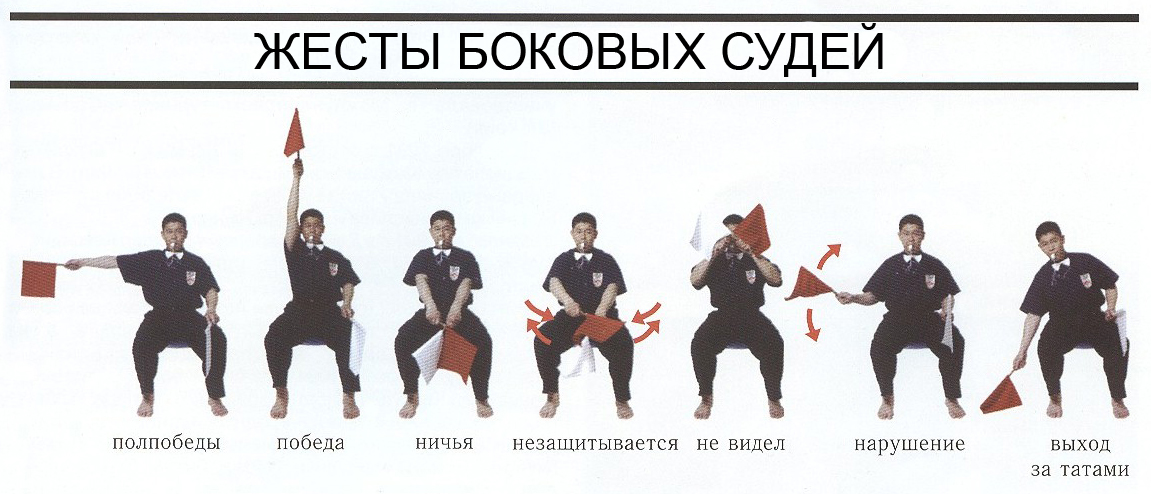 ЖЕСТЫ БОКОВЫХ СУДЕЙ
полпобеды
победа
ничья
незащитывается
не видел
нарушение
выход
за татами